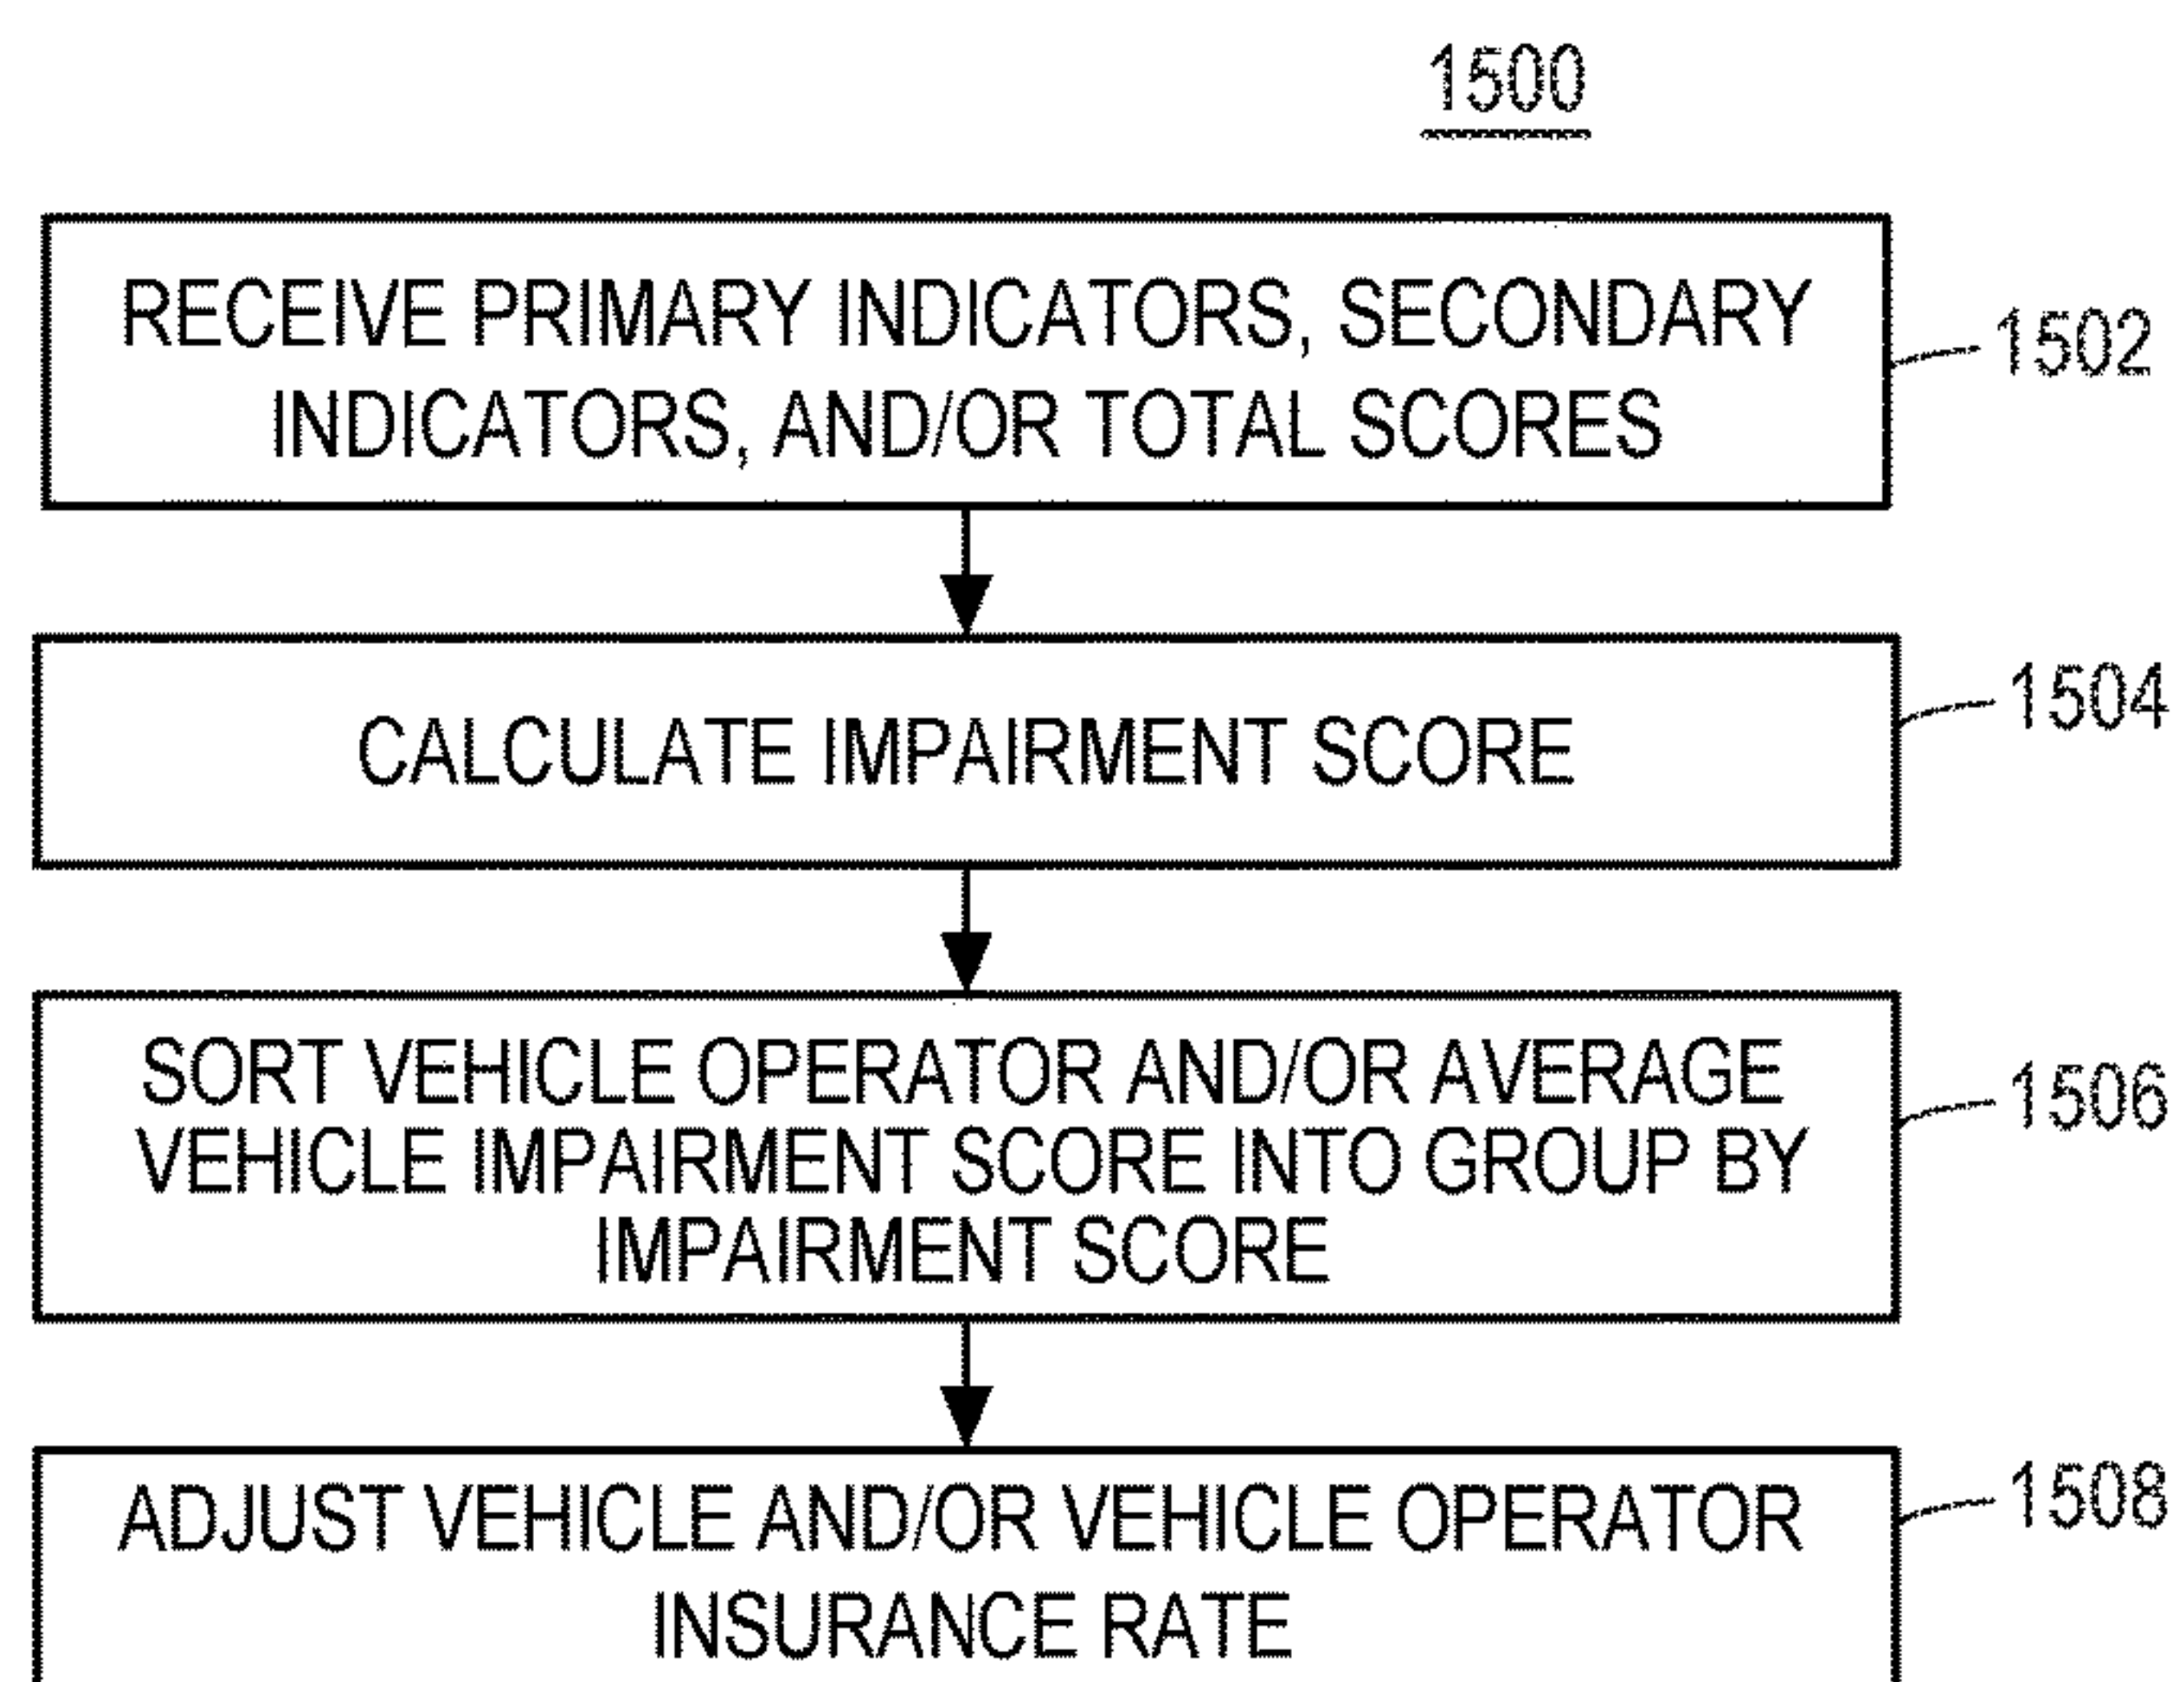 1500
RECEIVE PRIMARY INDICATORS, SECONDARY
INDICATORS, AND/OR TOTAL SCORES
1502
CALCULATE IMPAIRMENT SCORE
1504
SORT VEHICLE OPERATOR AND/OR AVERAGE
VEHICLE IMPAIRMENT SCORE INTO GROUP BY
IMPAIRMENT SCORE
1506
ADJUST VEHICLE AND/OR VEHICLE OPERATOR
INSURANCE RATE
1508